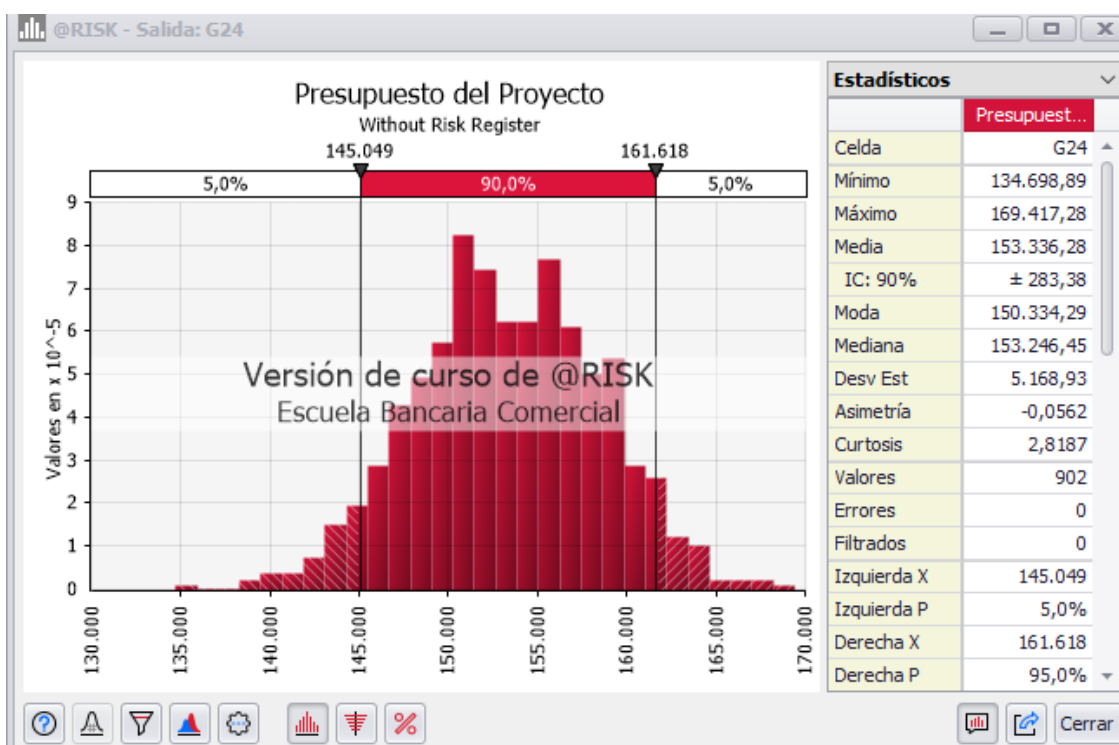 @RISK - Salida: G24
Presupuesto del Proyecto
Without Risk Register
145.049 161.618
5,0% 90,0% 5,0%
Valores en x 10^-5
9
8
7
6
5
4
3
2
1
0
130.000 135.000 140.000 145.000 150.000 155.000 160.000 165.000 170.000
Versión de curso de @RISK
Escuela Bancaria Comercial
Estadísticos
Presupuest...
Celda G24
Mínimo 134.698,89
Máximo 169.417,28
Media 153.336,28
IC: 90% ± 283,38
Moda 150.334,29
Mediana 153.246,45
Desv Est 5.168,93
Asimetría -0,0562
Curtosis 2,8187
Valores 902
Errores 0
Filtrados 0
Izquierda X 145.049
Izquierda P 5,0%
Derecha X 161.618
Derecha P 95,0%
Cerrar